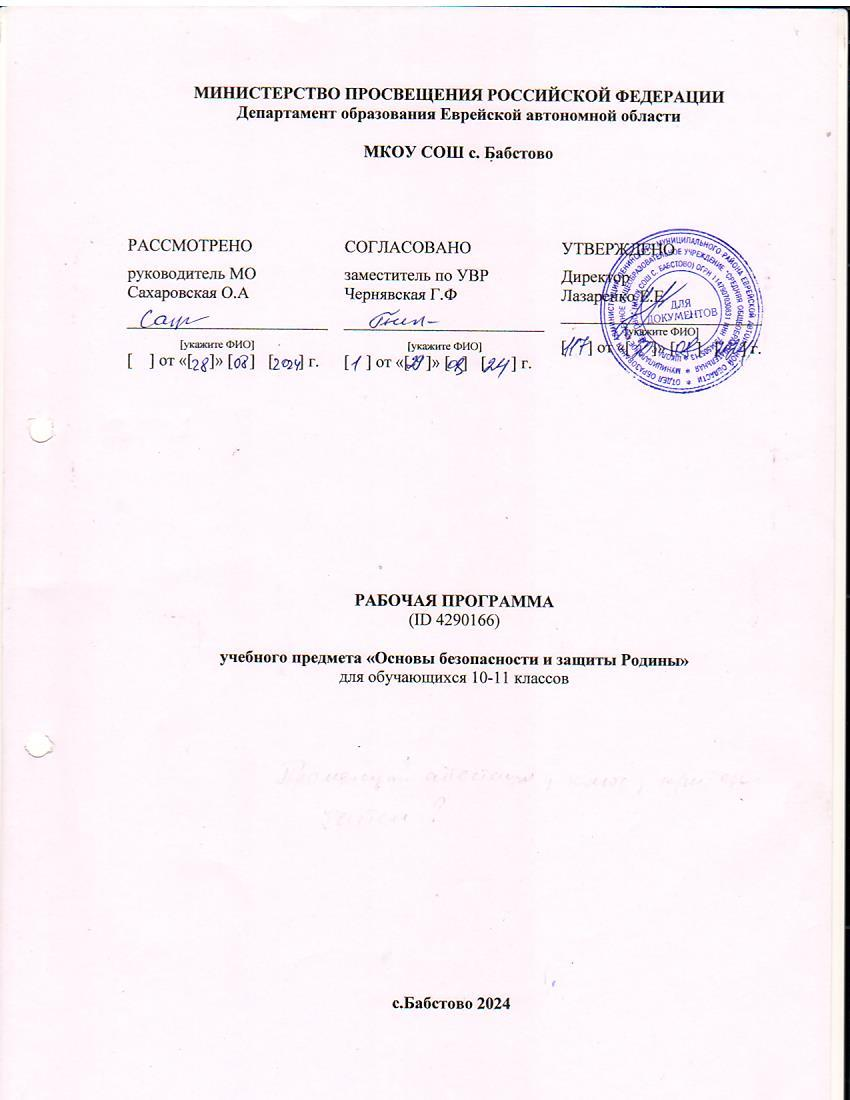 МИНИСТЕРСТВО ПРОСВЕЩЕНИЯ РОССИЙСКОЙ ФЕДЕРАЦИИ
Департамент образования Еврейской автономной области
МКОУ СОШ с. Бабстово
РАССМОТРЕНО
руководитель МО
Сахаровская О.А
[укажите ФИО]
[ ] от «[28]» [08] [2024] г.
СОГЛАСОВАНО
заместитель по УВР
Чернявская Г.Ф
[укажите ФИО]
[1] от «[29]» [08] [24] г.
УТВЕРЖДЕНО
Директор
Лазаренко Е.Е
[укажите ФИО]
[117] от
ДЛЯ
ДОКУМЕНТОВ
РАБОЧАЯ ПРОГРАММА
(ID 4290166)
учебного предмета «Основы безопасности и защиты Родины»
для обучающихся 10-11 классов
с.Бабстово 2024